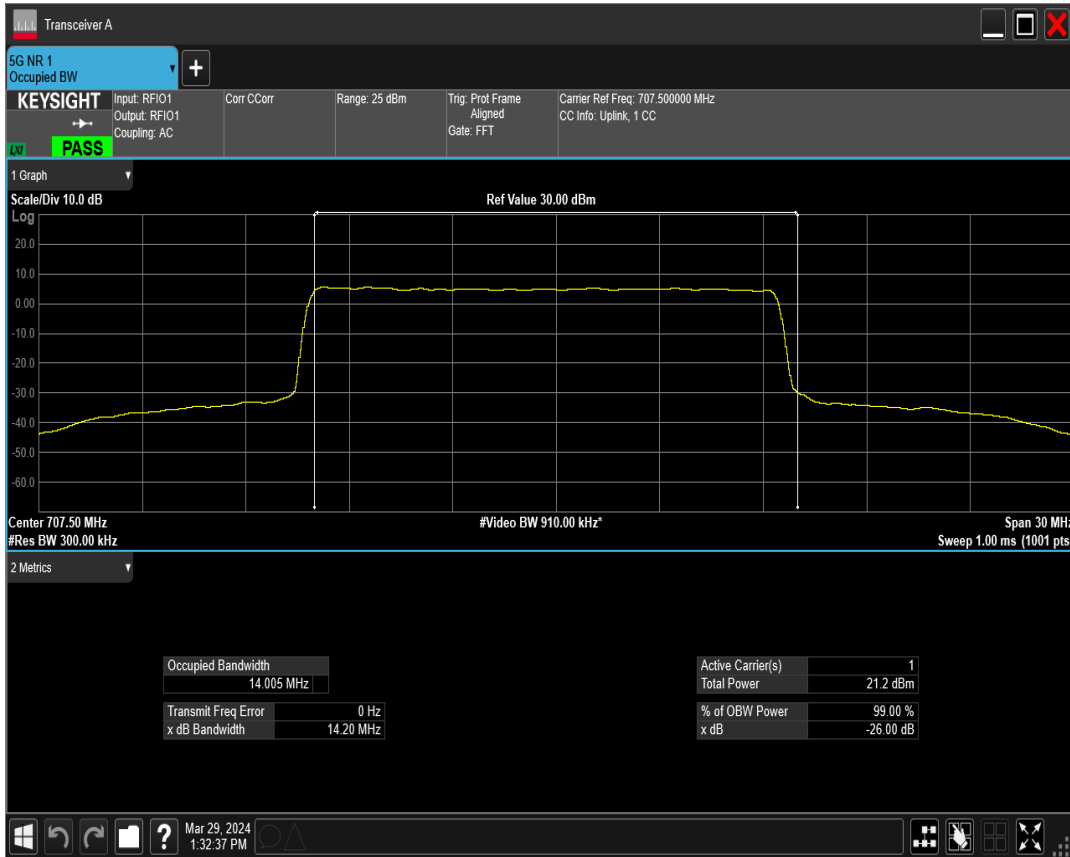 Transceiver A
5G NR 1
Occupied BW
+
KEYSIGHT
LXI
PASS
Input: RFIO1
Output: RFIO1
Coupling: AC
Corr CCorr
Range: 25 dBm
Trig: Prot Frame
Aligned
Gate: FFT
Carrier Ref Freq: 707.500000 MHz
CC Info: Uplink, 1 CC
1 Graph
Scale/Div 10.0 dB
Ref Value 30.00 dBm
Log
20.0
10.0
0.00
-10.0
-20.0
-30.0
-40.0
-50.0
-60.0
Center 707.50 MHz
#Video BW 910.00 kHz*
Span 30 MHz
#Res BW 300.00 kHz
Sweep 1.00 ms (1001 pts
2 Metrics
Occupied Bandwidth
14.005 MHz
Transmit Freq Error 0 Hz
x dB Bandwidth 14.20 MHz
Active Carrier(s) 1
Total Power 21.2 dBm
% of OBW Power 99.00 %
x dB -26.00 dB
?
Mar 29, 2024
1:32:37 PM